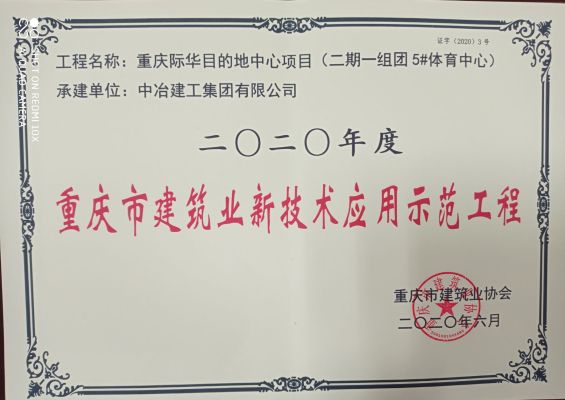 证字(2020)3号
工程名称：重庆际华目的地中心项目（二期一组团 5#体育中心）
承建单位：中冶建工集团有限公司
二〇二〇年度
重庆市建筑业新技术应用示范工程
重庆市建筑业协会
二〇二〇年六月
SHOT ON REDMI 10X